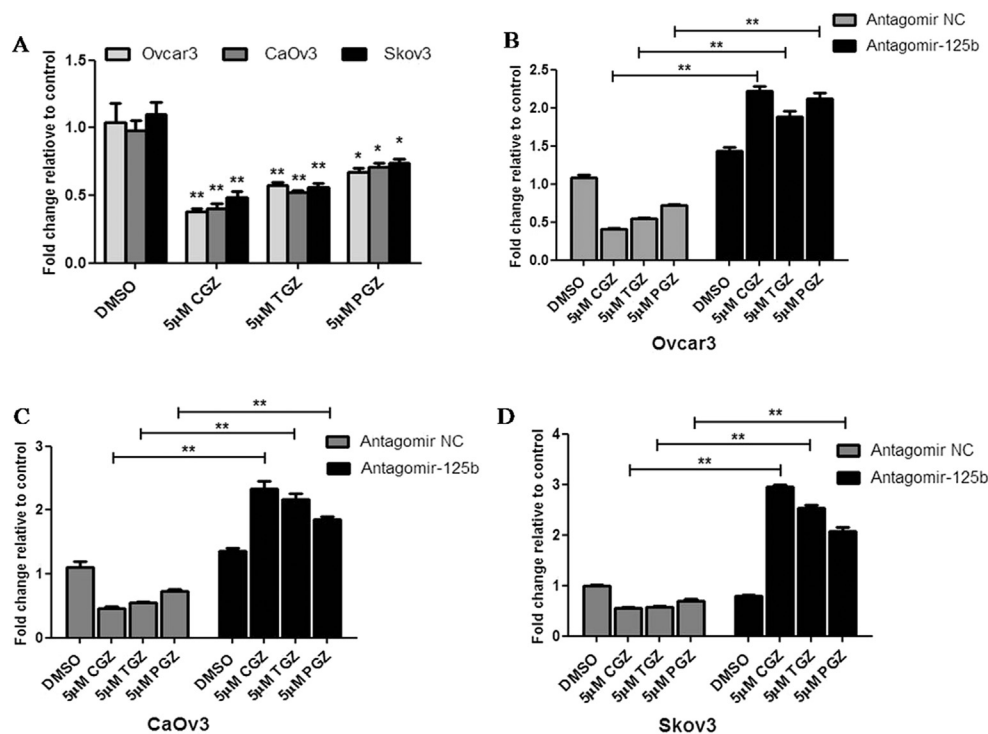 A
Ovcar3 CaOv3 Skov3
Fold change relative to control
1.5
1.0
0.5
0.0
** ** **
** ** **
* * *
DMSO
5μM CGZ
5μM TGZ
5μM PGZ
B
Antagomir NC
Antagomir-125b
**
**
**
Fold change relative to control
2.5
2.0
1.5
1.0
0.5
0.0
DMSO
5μM CGZ
5μM TGZ
5μM PGZ
DMSO
5μM CGZ
5μM TGZ
5μM PGZ
Ovcar3
C
Antagomir NC
Antagomir-125b
**
**
**
Fold change relative to control
3
2
1
0
DMSO
5μM CGZ
5μM TGZ
5μM PGZ
DMSO
5μM CGZ
5μM TGZ
5μM PGZ
CaOv3
D
Antagomir NC
Antagomir-125b
**
**
**
Fold change relative to control
4
3
2
1
0
DMSO
5μM CGZ
5μM TGZ
5μM PGZ
DMSO
5μM CGZ
5μM TGZ
5μM PGZ
Skov3